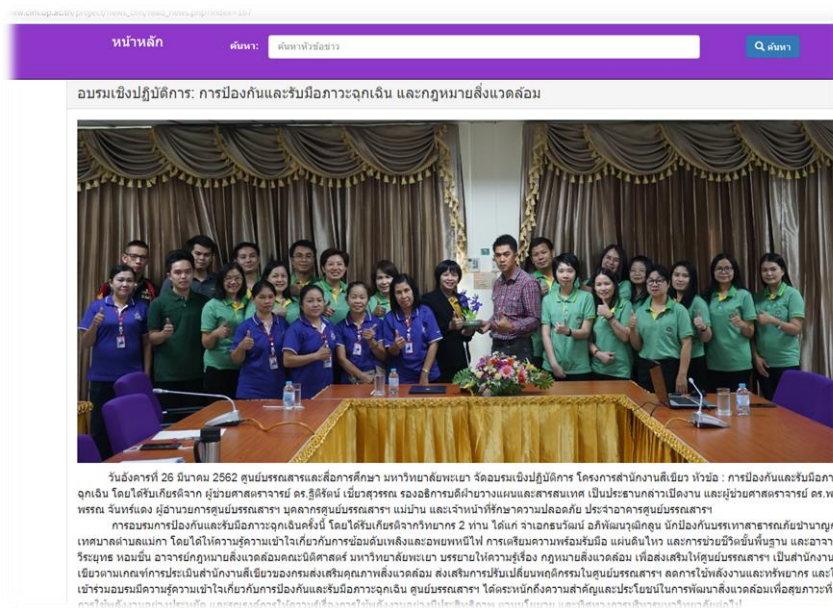 หน้าหลัก
ค้นหา:
ค้นหาหัวข้อข่าว
ค้นหา
อบรมเชิงปฏิบัติการ: การป้องกันและรับมือภาวะฉุกเฉิน และกฎหมายสิ่งแวดล้อม
วันอังคารที่ 26 มีนาคม 2562 ศูนย์บรรณสารและสื่อการศึกษา มหาวิทยาลัยพะเยา จัดอบรมเชิงปฏิบัติการ โครงการสำนักงานสีเขียว หัวข้อ : การป้องกันและรับมือภา
ฉุกเฉิน โดยได้รับเกียรติจาก ผู้ช่วยศาสตราจารย์ ดร.ฐิติรัตน์ เชี่ยวสุวรรณ รองอธิการบดีฝ่ายวางแผนและสารสนเทศ เป็นประธานกล่าวเปิดงาน และผู้ช่วยศาสตราจารย์ ดร.พ
พรรณ จันทร์แดง ผู้อำนวยการศูนย์บรรณสารฯ บุคลากรศูนย์บรรณสารฯ แม่บ้าน และเจ้าหน้าที่รักษาความปลอดภัย ประจำอาคารศูนย์บรรณสารฯ
การอบรมการป้องกันและรับมือภาวะฉุกเฉินครั้งนี้ โดยได้รับเกียรติจากวิทยากร 2 ท่าน ได้แก่ จ่าเอกธนวัฒน์ อภิพัฒนวุฒิกุลน นักป้องกันบรรเทาสาธารณภัยชำนาญก
เทศบาลตำบลแม่กา โดยได้ให้ความรู้ความเข้าใจเกี่ยวกับการซ้อมดับเพลิงและอพยพหนีไฟ การเตรียมความพร้อมรับมือ แผ่นดินไหว และการช่วยชีวิตขั้นพื้นฐาน และอาจา
วีระยุทธ หอมชื่น อาจารย์กฎหมายสิ่งแวดล้อมคณะนิติศาสตร์ มหาวิทยาลัยพะเยา บรรยายให้ความรู้เรื่อง กฎหมายสิ่งแวดล้อม เพื่อส่งเสริมให้ศูนย์บรรณสารฯ เป็นสำนักงาน
เขียวตามเกณฑ์การประเมินสำนักงานสีเขียวของกรมส่งเสริมคุณภาพสิ่งแวดล้อม ส่งเสริมการปรับเปลี่ยนพฤติกรรมในศูนย์บรรณสารฯ ลดการใช้พลังงานและทรัพยากร และ
เข้าร่วมอบรมมีความรู้ความเข้าใจเกี่ยวกับการป้องกันและรับมือภาวะฉุกเฉิน ศูนย์บรรณสารฯ ได้ตระหนักถึงความสำคัญและประโยชน์ในการพัฒนาสิ่งแวดล้อมเพื่อสุขภาวะที่